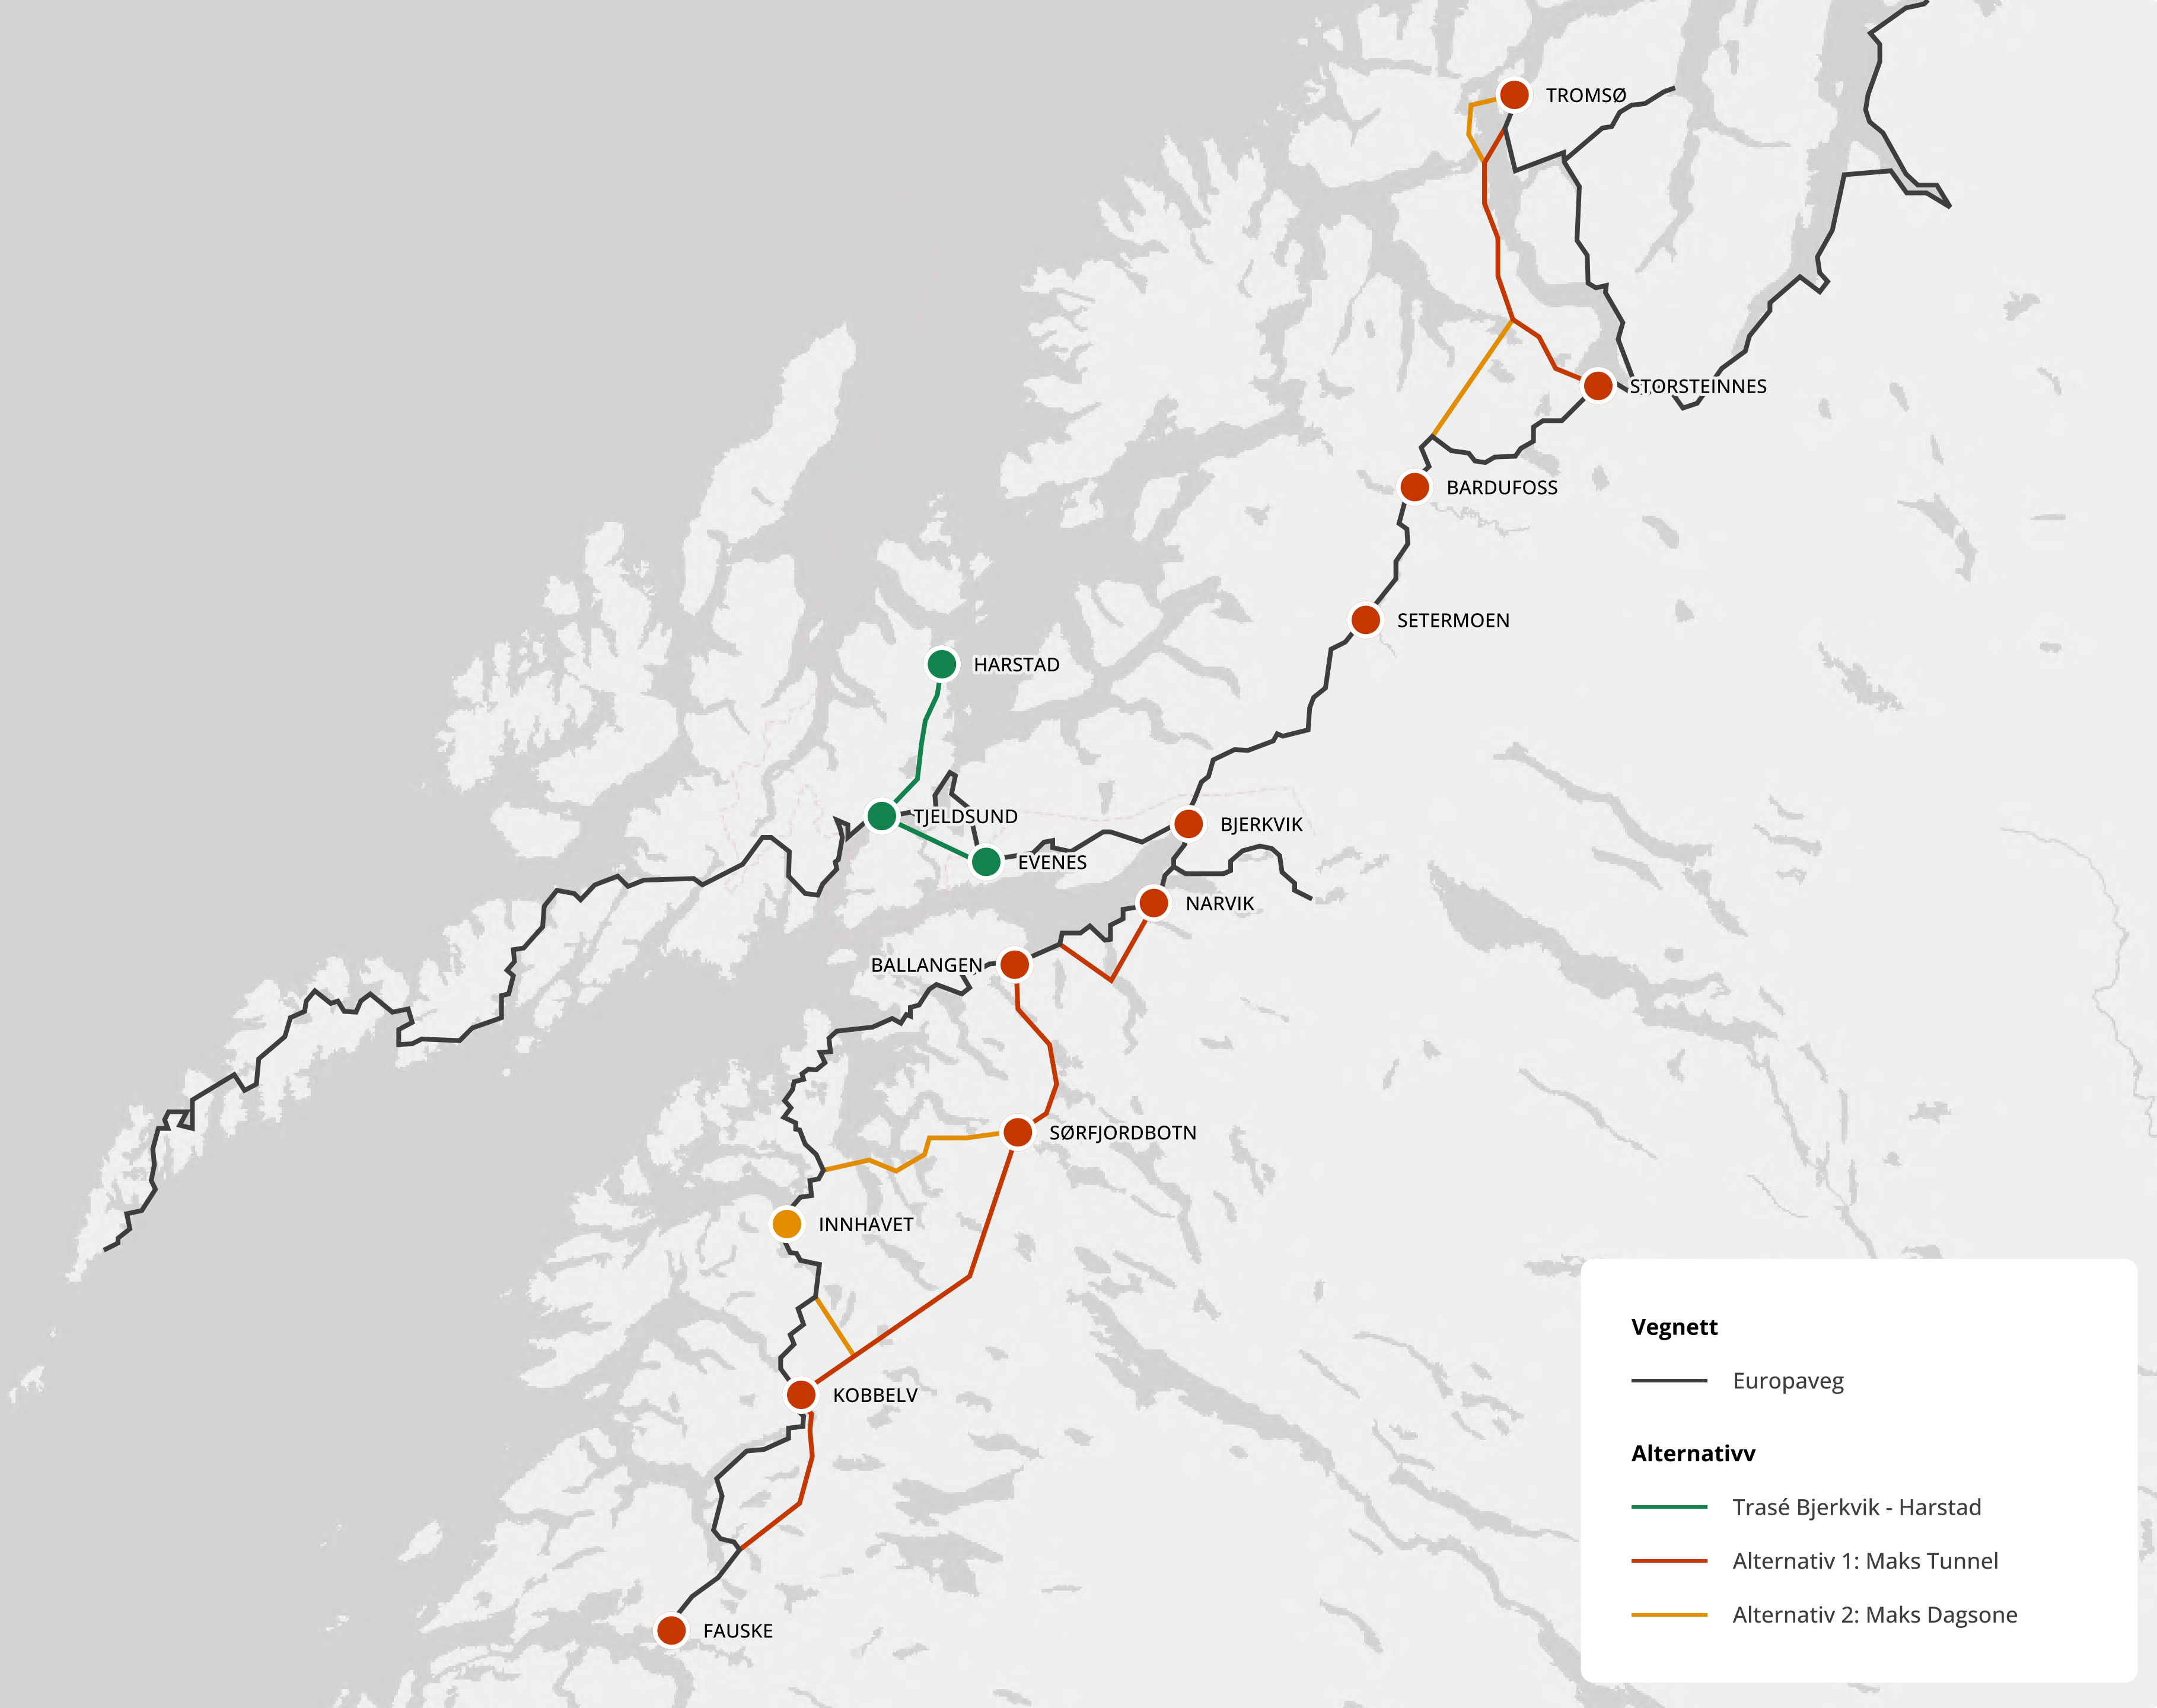 TROMSØ
STORSTEINNES
BARDUFOSS
SETERMOEN
HARSTAD
TJELDSUND
BJERKVIK
EVENES
NARVIK
BALLANGEN
SØRFJORDBOTN
INNHAVET
KOBBELV
FAUSKE
Vegnett
Europaveg
Alternativv
Trasé Bjerkvik - Harstad
Alternativ 1: Maks Tunnel
Alternativ 2: Maks Dagsone